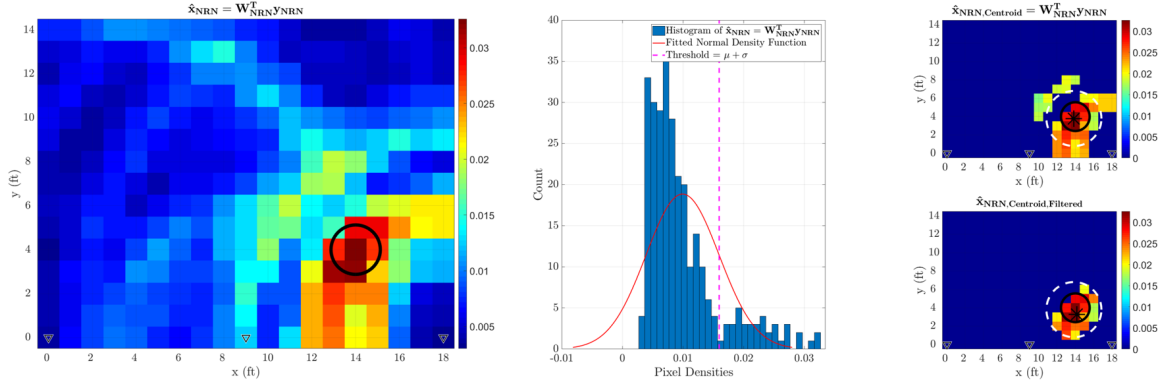 x̂_NRN = W^T_NRN y_NRN
14
12
10
8
6
4
2
0
y (ft)
0 2 4 6 8 10 12 14 16 18
x (ft)
0.03
0.025
0.02
0.015
0.01
0.005
40
35
30
25
20
15
10
5
0
Count
Histogram of x̂_NRN = W^T_NRN y_NRN
Fitted Normal Density Function
Threshold = μ + σ
-0.01 0 0.01 0.02 0.03
Pixel Densities
x̂_NRN,Centroid = W^T_NRN y_NRN
14
12
10
8
6
4
2
0
y (ft)
0 2 4 6 8 10 12 14 16 18
x (ft)
0.03
0.025
0.02
0.015
0.01
0.005
x̂_NRN,Centroid,Filtered
14
12
10
8
6
4
2
0
y (ft)
0 2 4 6 8 10 12 14 16 18
x (ft)
0.03
0.025
0.02
0.015
0.01
0.005